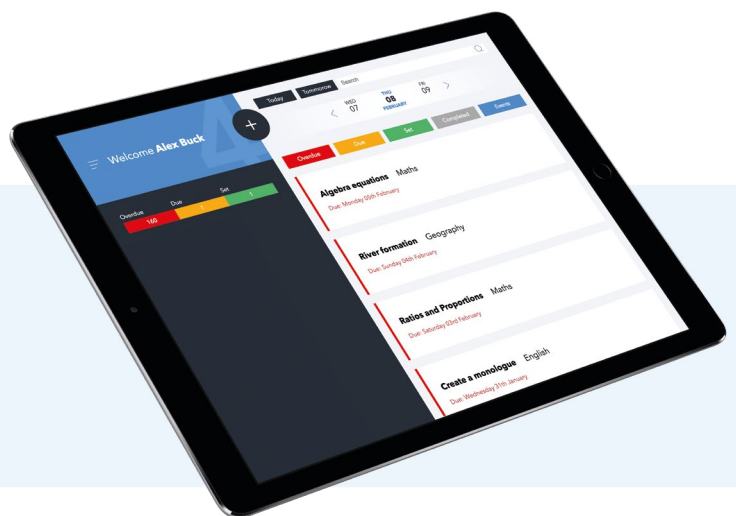 Welcome Alex Buck
4
+
Overdue Due Set
160 1 1
Today Tommorow Search
WED THU FRI
07 08 09
FEBRUARY
Overdue Due Set Completed Events
Algebra equations Maths
Due: Monday 05th February
River formation Geography
Due: Sunday 04th February
Ratios and Proportions Maths
Due: Saturday 03rd February
Create a monologue English
Due: Wednesday 31th January